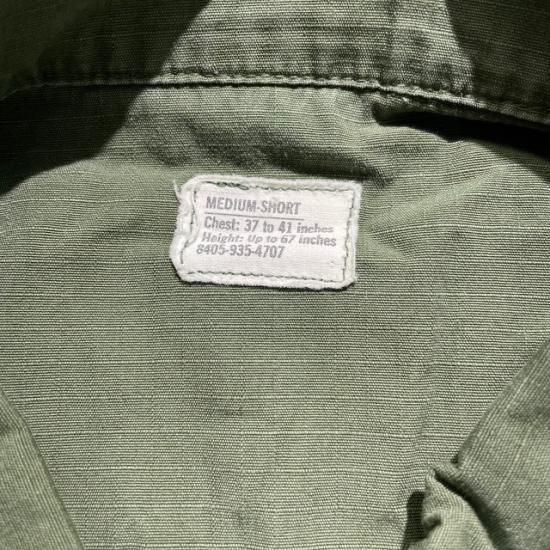 MEDIUM-SHORT
Chest: 37 to 41 inches
Height: Up to 67 inches
8405-935-4707